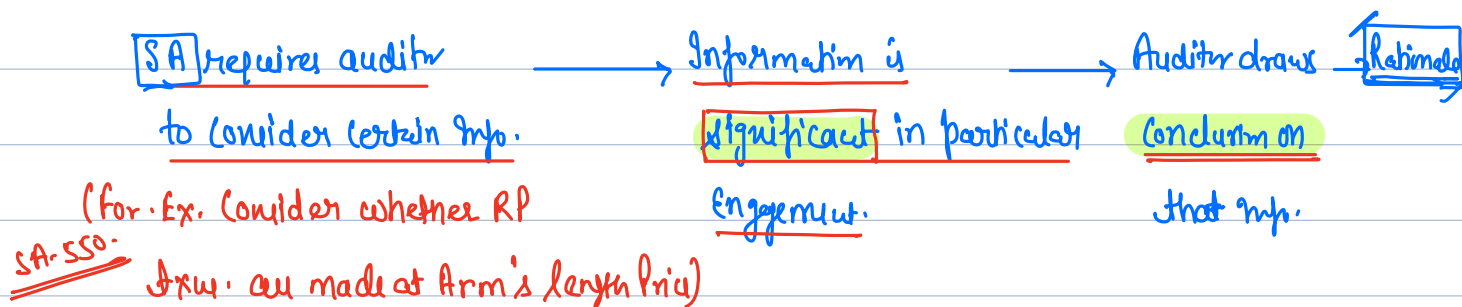 SA requires auditor → Information is → Auditor draws → Rationale
to consider certain Info. significant in particular conclusion on
(For. Ex. Consider whether RP Engagement. that info.
SA-550.
txns. are made at Arm's length Price)